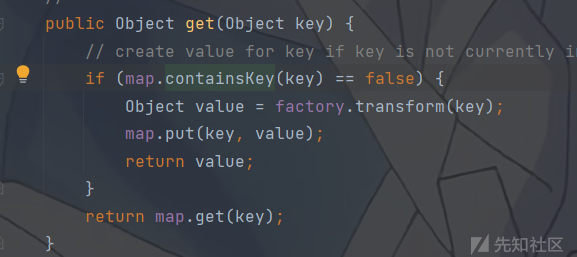 //
public Object get(Object key) {
// create value for key if key is not currently
if (map.containsKey(key) == false) {
Object value = factory.transform(key);
map.put(key, value);
return value;
}
return map.get(key);
}
先知社区